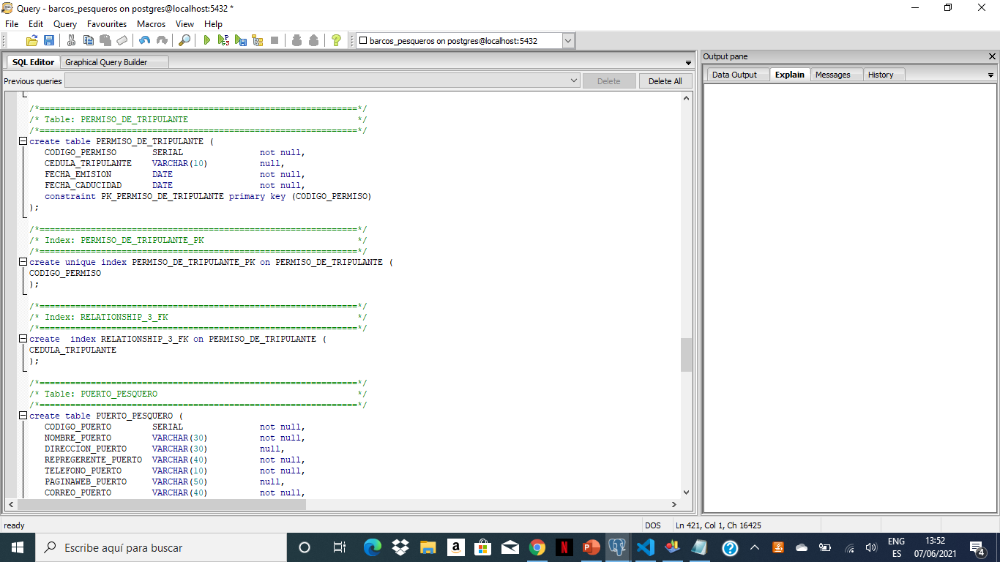 Query - barcos_pesqueros on postgres@localhost:5432 *
File Edit Query Favourites Macros View Help
barcos_pesqueros on postgres@localhost:5432
SQL Editor Graphical Query Builder
Previous queries Delete Delete All
/*==============================================================*/
/* Table: PERMISO_DE_TRIPULANTE */
/*==============================================================*/
create table PERMISO_DE_TRIPULANTE (
CODIGO_PERMISO SERIAL not null,
CEDULA_TRIPULANTE VARCHAR(10) null,
FECHA_EMISION DATE not null,
FECHA_CADUCIDAD DATE not null,
constraint PK_PERMISO_DE_TRIPULANTE primary key (CODIGO_PERMISO)
);
/*==============================================================*/
/* Index: PERMISO_DE_TRIPULANTE_PK */
/*==============================================================*/
create unique index PERMISO_DE_TRIPULANTE_PK on PERMISO_DE_TRIPULANTE (
CODIGO_PERMISO
);
/*==============================================================*/
/* Index: RELATIONSHIP_3_FK */
/*==============================================================*/
create  index RELATIONSHIP_3_FK on PERMISO_DE_TRIPULANTE (
CEDULA_TRIPULANTE
);
/*==============================================================*/
/* Table: PUERTO_PESQUERO */
/*==============================================================*/
create table PUERTO_PESQUERO (
CODIGO_PUERTO SERIAL not null,
NOMBRE_PUERTO VARCHAR(30) not null,
DIRECCION_PUERTO VARCHAR(30) null,
REPREGERENTE_PUERTO VARCHAR(40) not null,
TELEFONO_PUERTO VARCHAR(10) not null,
PAGINAWEB_PUERTO VARCHAR(50) null,
CORREO_PUERTO VARCHAR(40) not null,
Output pane
Data Output Explain Messages History
ready DOS Ln 421, Col 1, Ch 16425
Escribe aquí para buscar
ENG
ES
13:52
07/06/2021
4